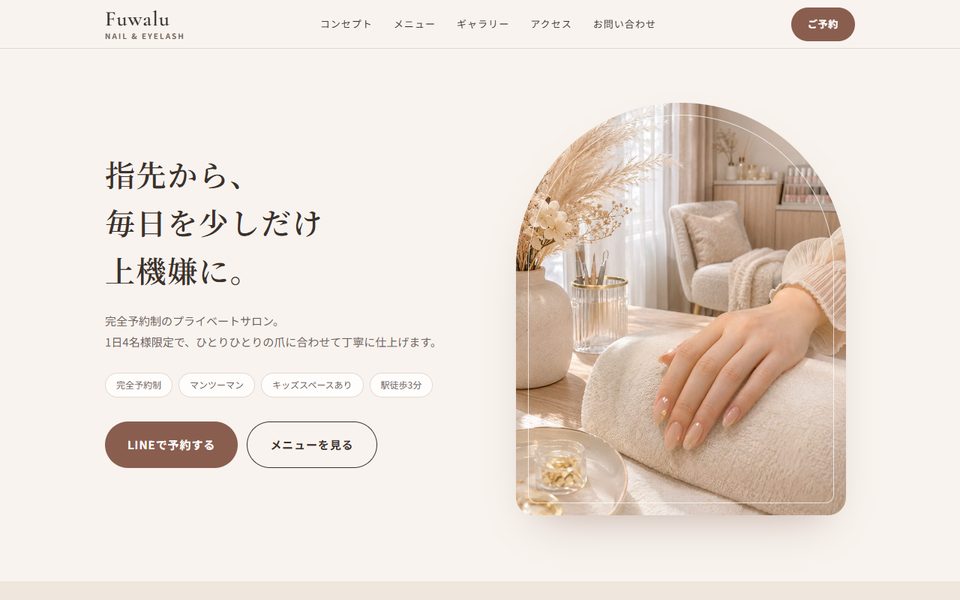 Fuwalu
NAIL & EYELASH
コンセプト
メニュー
ギャラリー
アクセス
お問い合わせ
ご予約
指先から、
毎日を少しだけ
上機嫌に。
完全予約制のプライベートサロン。
1日4名様限定で、ひとりひとりの爪に合わせて丁寧に仕上げます。
完全予約制
マンツーマン
キッズスペースあり
駅徒歩3分
LINEで予約する
メニューを見る